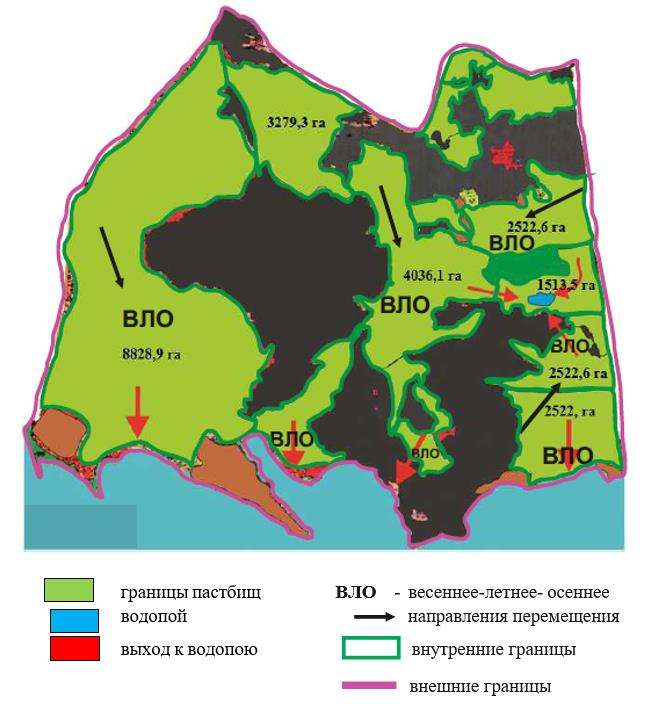 3279,3 га
2522,6 га
ВЛО
4036,1 га
1513,5 га
ВЛО
ВЛО
8828,9 га
ВЛО
2522,6 га
2522, га
ВЛО
ВЛО
ВЛО
границы пастбищ
водопой
выход к водопою
ВЛО - весеннее-летнее- осеннее
направления перемещения
внутренние границы
внешние границы